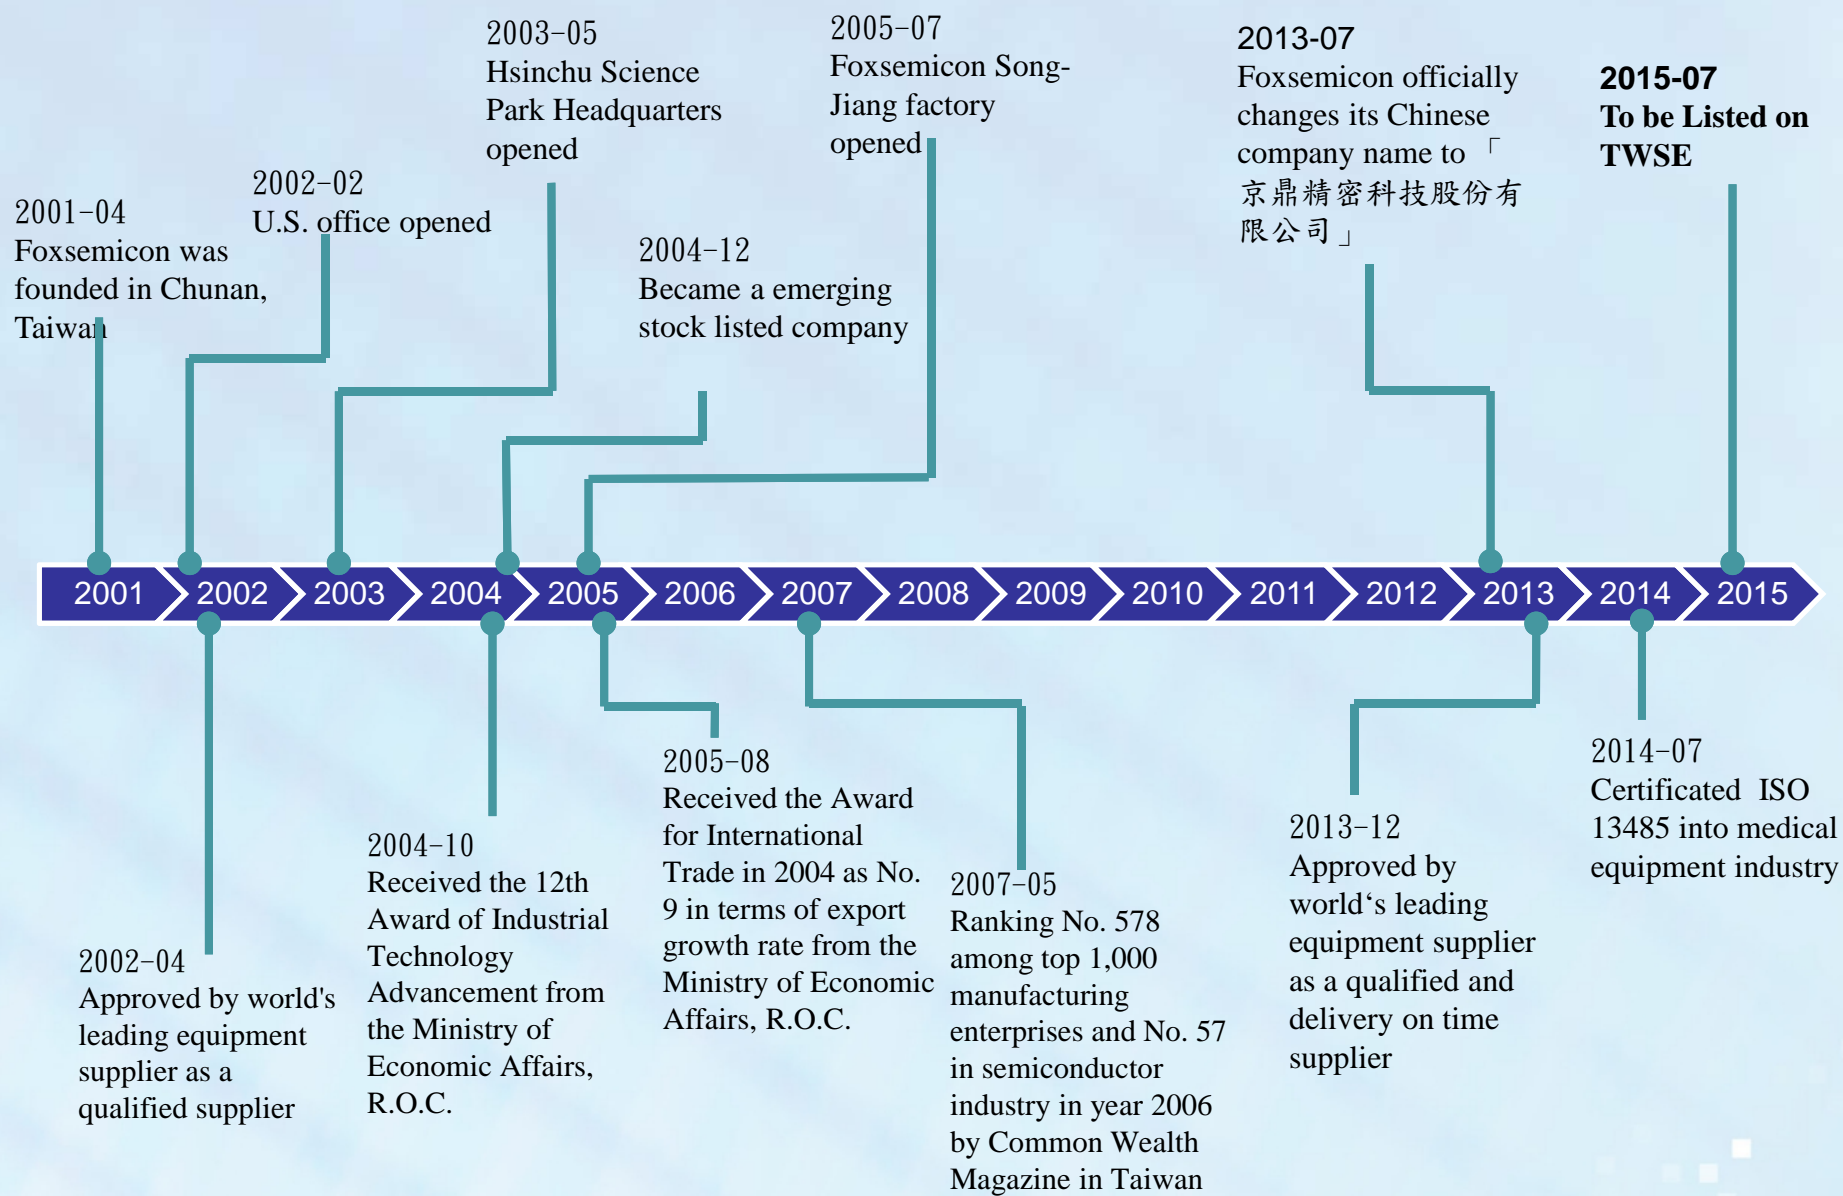 2001-04
Foxsemicon was
founded in Chunan,
Taiwan
2002-02
U.S. office opened
2003-05
Hsinchu Science
Park Headquarters
opened
2004-12
Became a emerging
stock listed company
2005-07
Foxsemicon Song-
Jiang factory
opened
2013-07
Foxsemicon officially
changes its Chinese
company name to 「
京鼎精密科技股份有
限公司」
2015-07
To be Listed on
TWSE
2001 2002 2003 2004 2005 2006 2007 2008 2009 2010 2011 2012 2013 2014 2015
2002-04
Approved by world's
leading equipment
supplier as a
qualified supplier
2004-10
Received the 12th
Award of Industrial
Technology
Advancement from
the Ministry of
Economic Affairs,
R.O.C.
2005-08
Received the Award
for International
Trade in 2004 as No.
9 in terms of export
growth rate from the
Ministry of Economic
Affairs, R.O.C.
2007-05
Ranking No. 578
among top 1,000
manufacturing
enterprises and No. 57
in semiconductor
industry in year 2006
by Common Wealth
Magazine in Taiwan
2013-12
Approved by
world‘s leading
equipment supplier
as a qualified and
delivery on time
supplier
2014-07
Certificated  ISO
13485 into medical
equipment industry